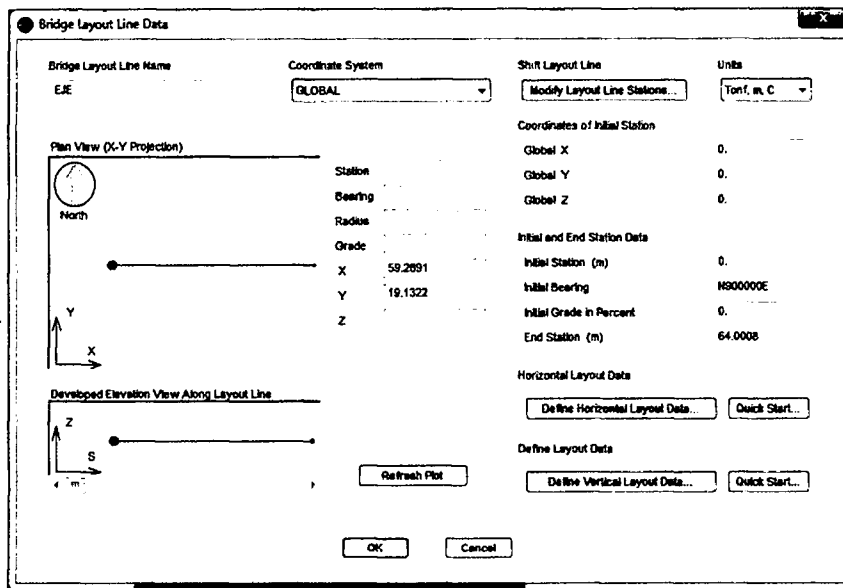 Bridge Layout Line Data
X
Bridge Layout Line Name
EJE
Coordinate System
GLOBAL
Shift Layout Line
Modify Layout Line Stations...
Units
Tonf, m, C
Plan View (X-Y Projection)
North
Y
X
Station
Bearing
Radius
Grade
X 59.2691
Y 19.1322
Z
Coordinates of Initial Station
Global X 0.
Global Y 0.
Global Z 0.
Initial and End Station Data
Initial Station (m) 0.
Initial Bearing N900000E
Initial Grade in Percent 0.
End Station (m) 64.0008
Developed Elevation View Along Layout Line
Z
S
m
Refresh Plot
Horizontal Layout Data
Define Horizontal Layout Data...
Quick Start...
Define Layout Data
Define Vertical Layout Data...
Quick Start...
OK
Cancel